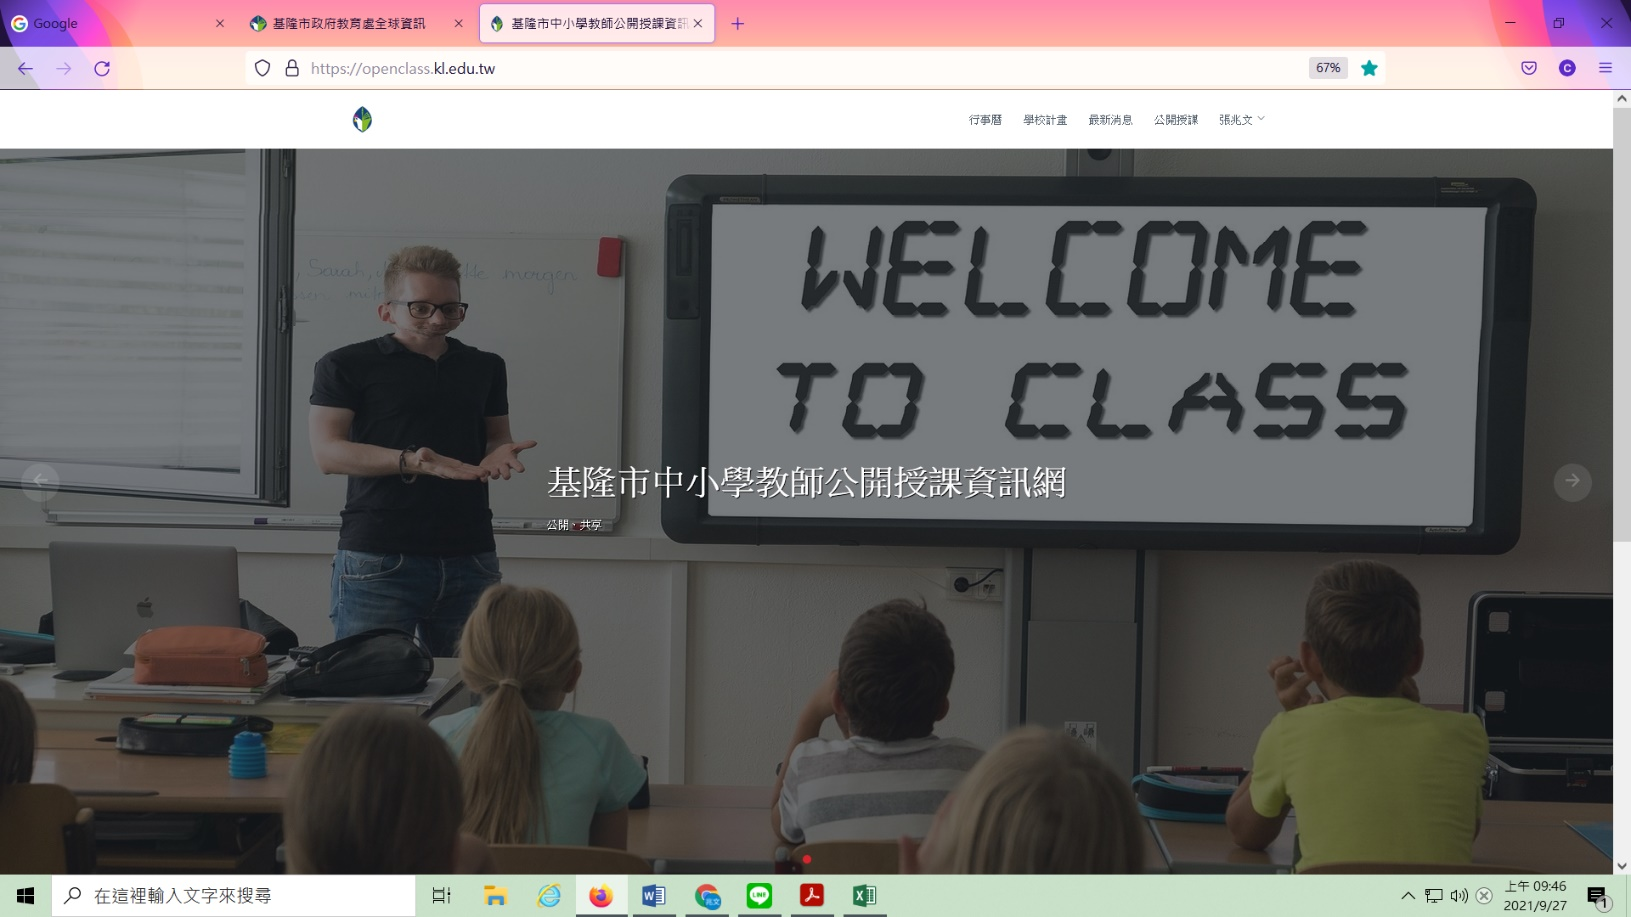 Google
基隆市政府教育處全球資訊
基隆市中小學教師公開授課資訊
https://openclass.kl.edu.tw
67%
C
行事曆
學校計畫
最新消息
公開授課
張兆文
WELCOME
TO CLASS
基隆市中小學教師公開授課資訊網
公開、共享
在這裡輸入文字來搜尋
上午 09:46
2021/9/27
1